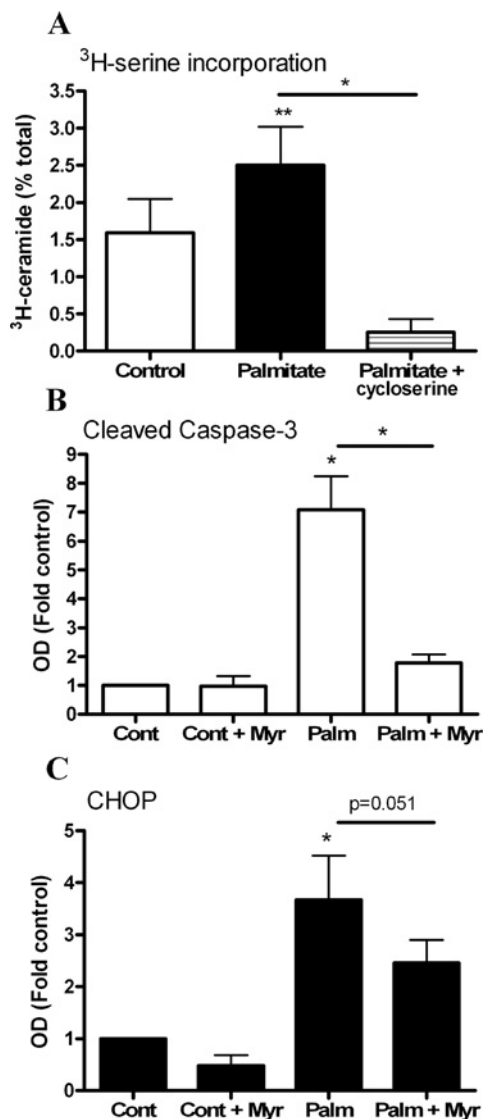 A
³H-serine incorporation
*
**
3.5
3.0
2.5
2.0
1.5
1.0
0.5
0.0
³H-ceramide (% total)
Control
Palmitate
Palmitate +
cycloserine
B
Cleaved Caspase-3
*
*
9
8
7
6
5
4
3
2
1
0
OD (Fold control)
Cont
Cont + Myr
Palm
Palm + Myr
C
CHOP
p=0.051
*
5
4
3
2
1
0
OD (Fold control)
Cont
Cont + Myr
Palm
Palm + Myr